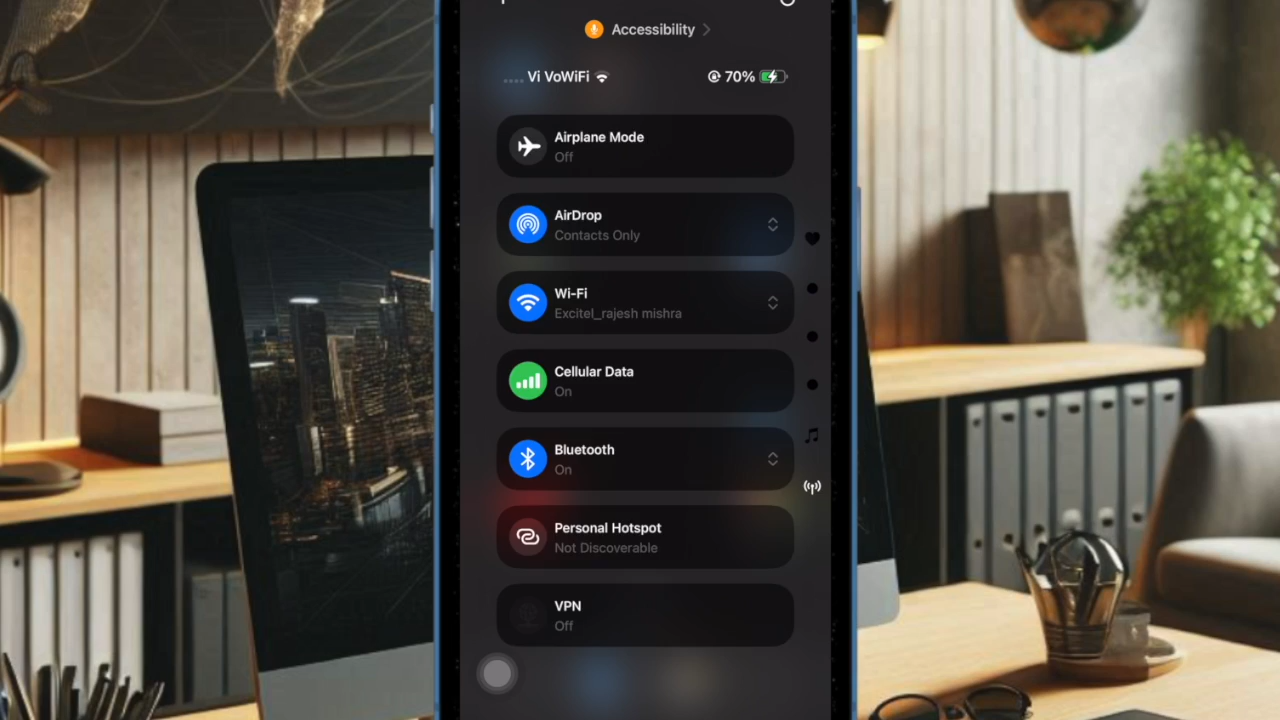 Accessibility
Vi VoWiFi 70%
Airplane Mode
Off
AirDrop
Contacts Only
Wi-Fi
Excitel_rajesh mishra
Cellular Data
On
Bluetooth
On
Personal Hotspot
Not Discoverable
VPN
Off